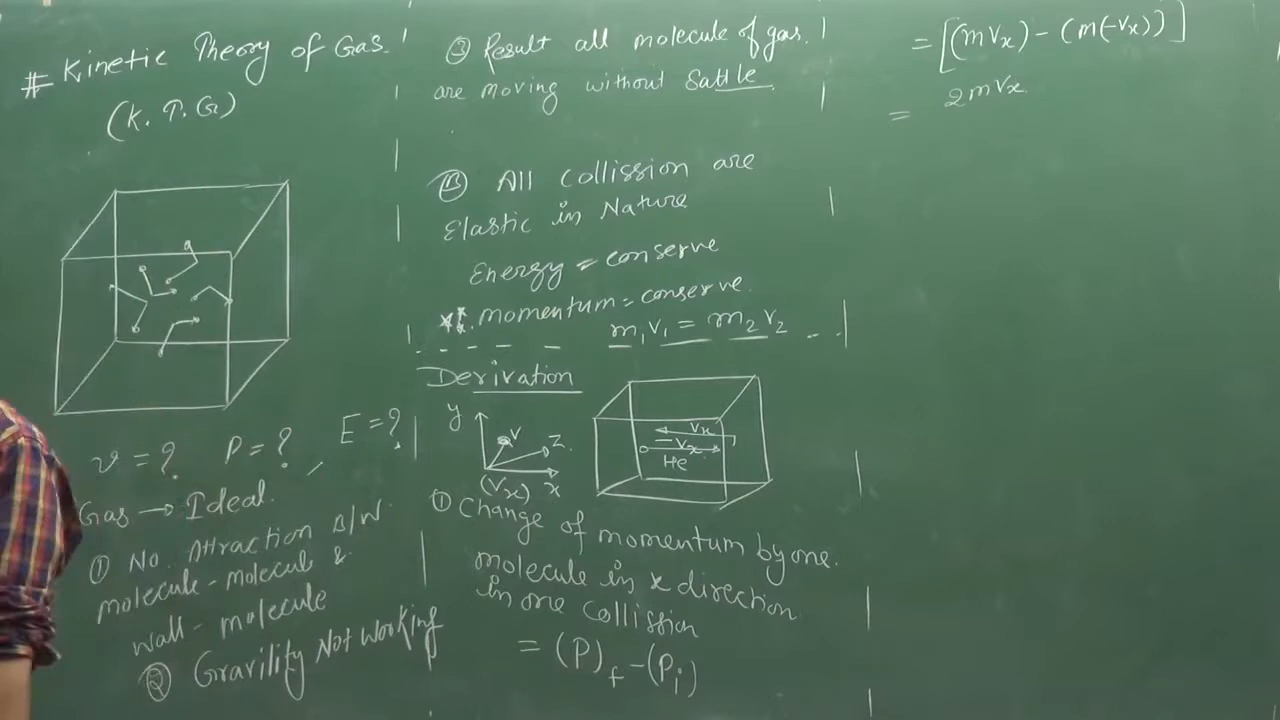 # Kinetic Theory of Gas.
(K. T. G)
v = ? P = ? , E = ?
Gas → Ideal.
① No. Attraction B/W
molecule - molecule &
wall - molecule
② Gravility Not working
③ Result all molecule of gas.
are moving without Sattle.
④ All collission are
Elastic in Nature
Energy = conserve
momentum = conserve.
m₁v₁ = m₂v₂
Derivation
y
v
z.
(Vx) x
Vx
-Vx
He
① Change of momentum by one.
molecule in x direction
in one collission
= (P)f - (Pi)
= [(mVx) - (m(-Vx))]
= 2mVx.